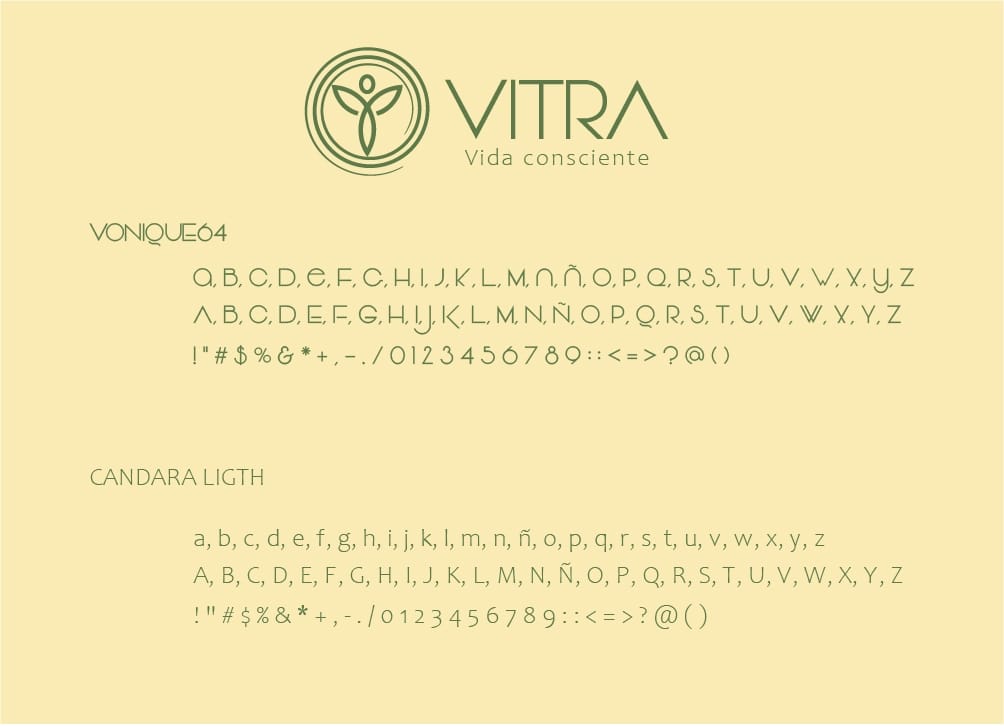 VITRA
Vida consciente
VONIQUE64
a, B, C, D, e, F, C, H, I, J, K, L, M, n, ñ, O, P, Q, R, S, T, U, V, W, X, y, Z
A, B, C, D, E, F, G, H, I, J, K, L, M, N, Ñ, O, P, Q, R, S, T, U, V, W, X, Y, Z
! " # $ % & * + , - . / 0 1 2 3 4 5 6 7 8 9 : : < = > ? @ ( )
CANDARA LIGTH
a, b, c, d, e, f, g, h, i, j, k, l, m, n, ñ, o, p, q, r, s, t, u, v, w, x, y, z
A, B, C, D, E, F, G, H, I, J, K, L, M, N, Ñ, O, P, Q, R, S, T, U, V, W, X, Y, Z
! " # $ % & * + , - . / 0 1 2 3 4 5 6 7 8 9 : : < = > ? @ ( )